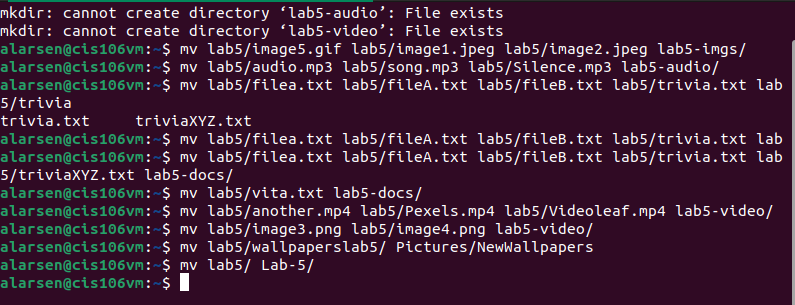 mkdir: cannot create directory ‘lab5-audio’: File exists
mkdir: cannot create directory ‘lab5-video’: File exists
alarsen@cis106vm:~$ mv lab5/image5.gif lab5/image1.jpeg lab5/image2.jpeg lab5-imgs/
alarsen@cis106vm:~$ mv lab5/audio.mp3 lab5/song.mp3 lab5/Silence.mp3 lab5-audio/
alarsen@cis106vm:~$ mv lab5/filea.txt lab5/fileA.txt lab5/fileB.txt lab5/trivia.txt lab
5/trivia
trivia.txt     triviaXYZ.txt
alarsen@cis106vm:~$ mv lab5/filea.txt lab5/fileA.txt lab5/fileB.txt lab5/trivia.txt lab
alarsen@cis106vm:~$ mv lab5/filea.txt lab5/fileA.txt lab5/fileB.txt lab5/trivia.txt lab
5/triviaXYZ.txt lab5-docs/
alarsen@cis106vm:~$ mv lab5/vita.txt lab5-docs/
alarsen@cis106vm:~$ mv lab5/another.mp4 lab5/Pexels.mp4 lab5/Videoleaf.mp4 lab5-video/
alarsen@cis106vm:~$ mv lab5/image3.png lab5/image4.png lab5-video/
alarsen@cis106vm:~$ mv lab5/wallpaperslab5/ Pictures/NewWallpapers
alarsen@cis106vm:~$ mv lab5/ Lab-5/
alarsen@cis106vm:~$